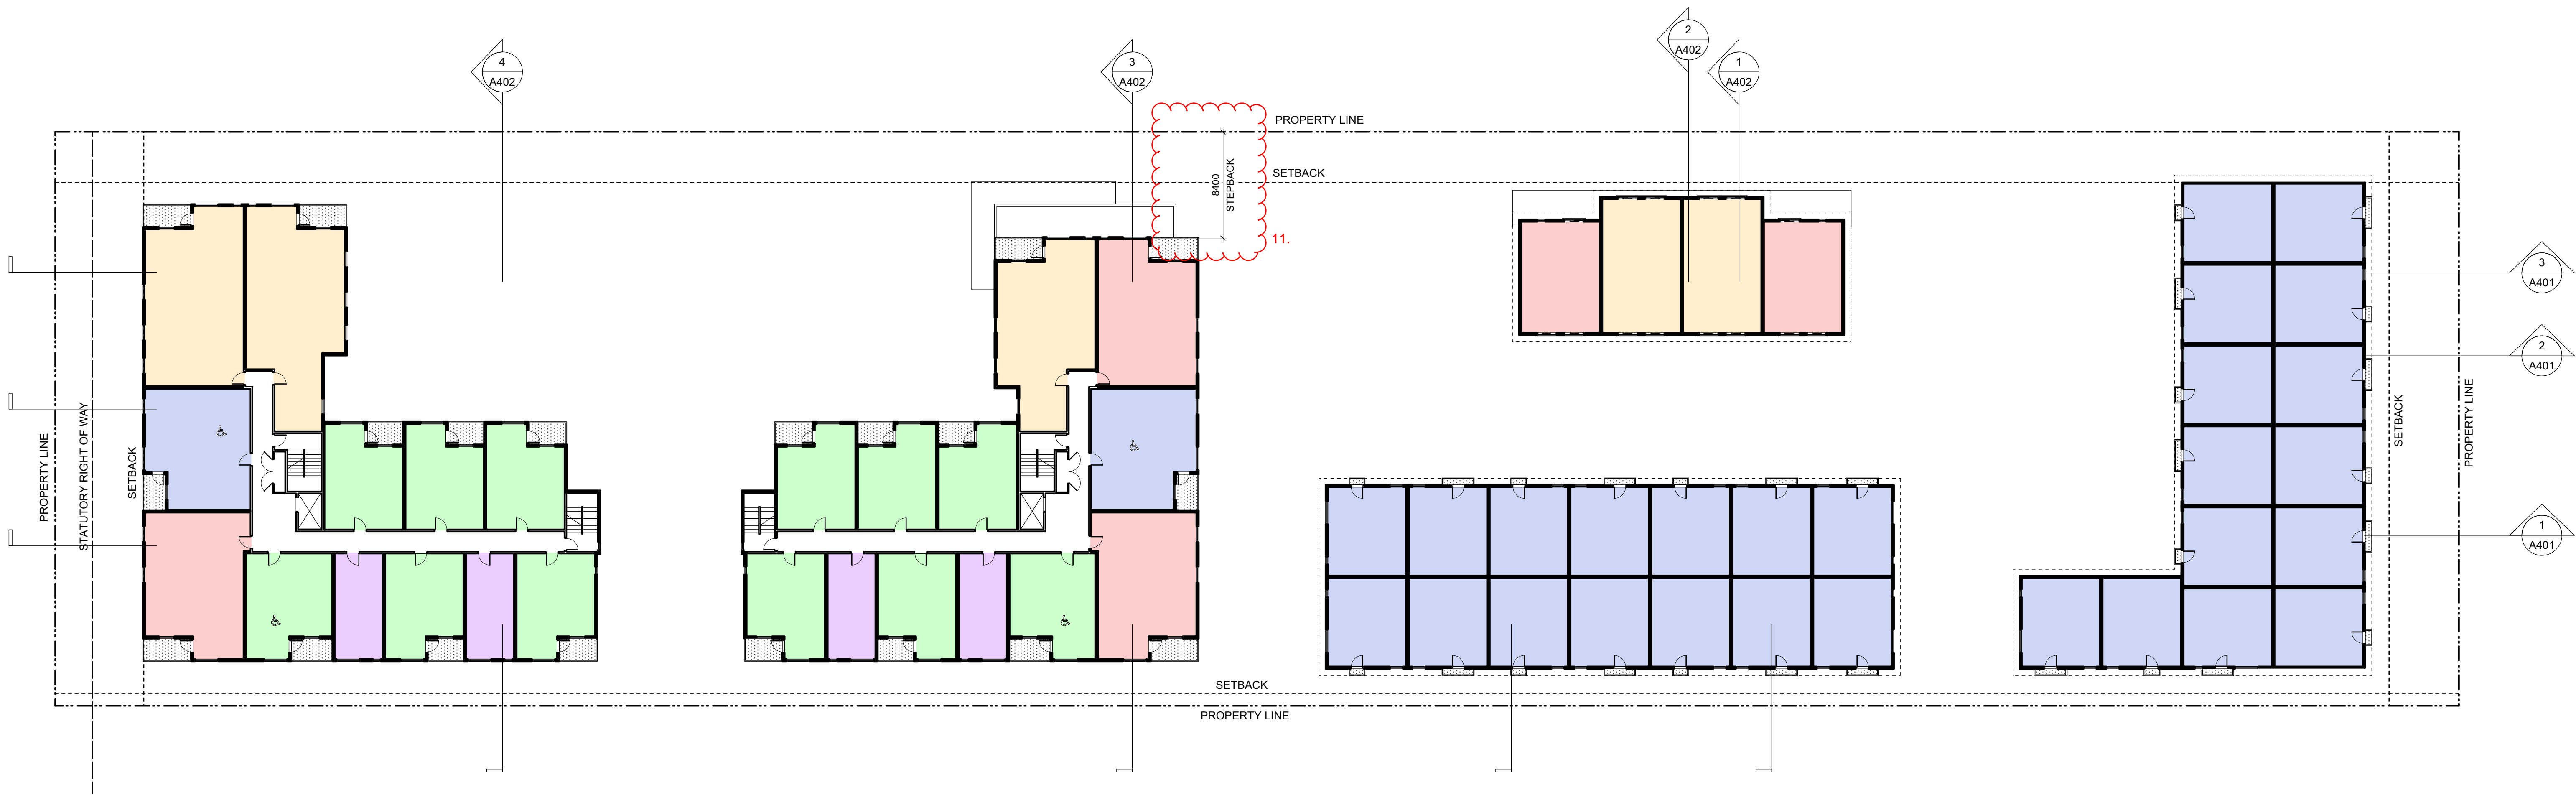 2
A402
4
A402
3
A402
1
A402
PROPERTY LINE
SETBACK
8400
STEPBACK
11.
3
A401
2
A401
1
A401
PROPERTY LINE
STATUTORY RIGHT OF WAY
SETBACK
SETBACK
PROPERTY LINE
SETBACK
PROPERTY LINE